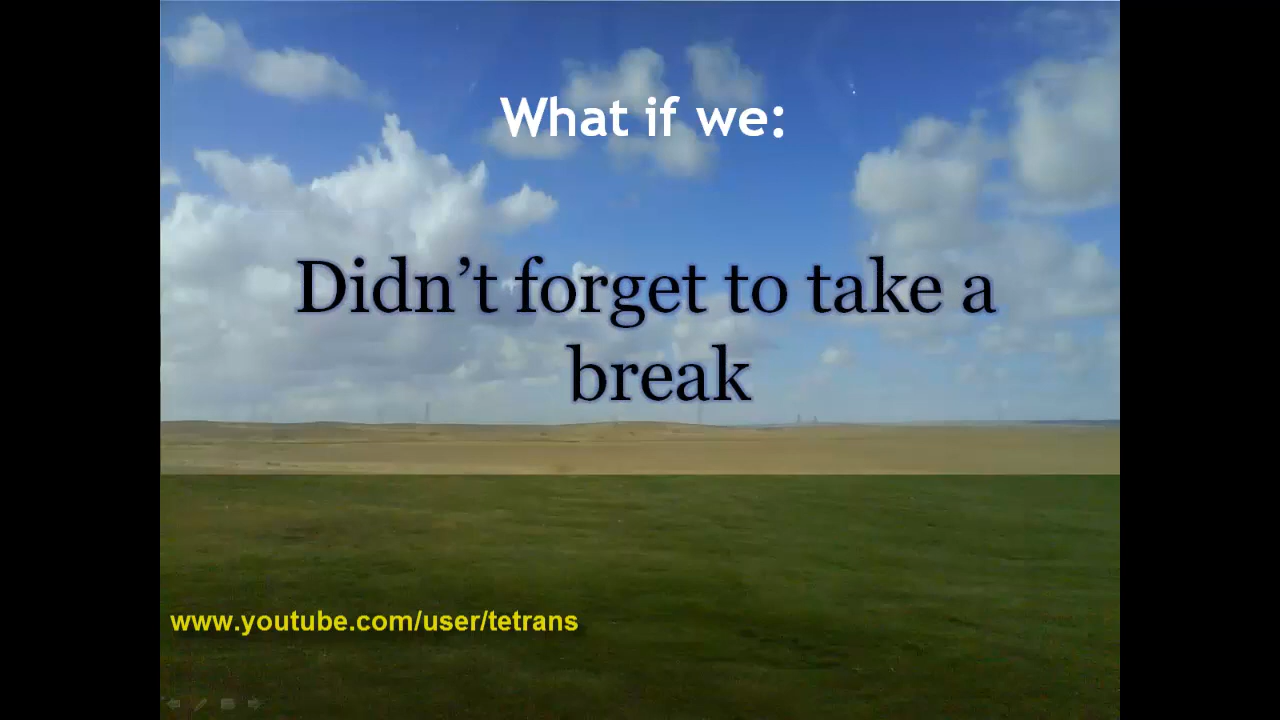 What if we:
Didn’t forget to take a
break
www.youtube.com/user/tetrans